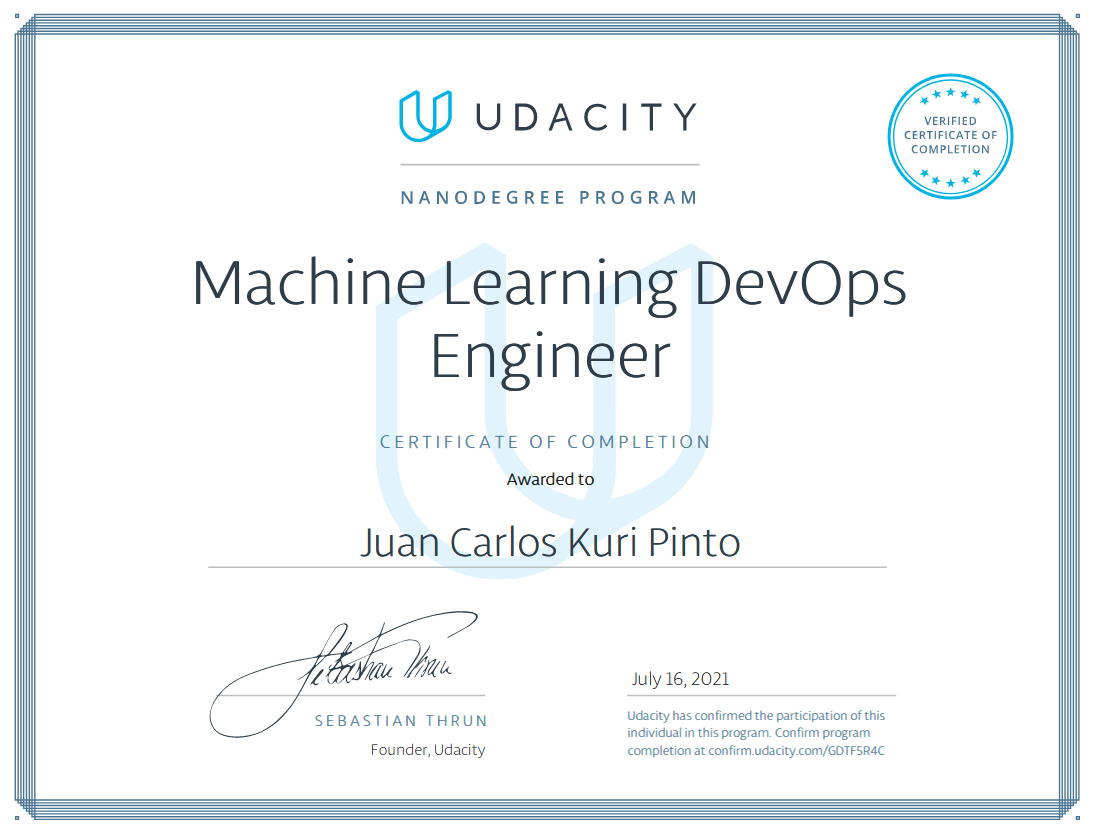 UDACITY
VERIFIED
CERTIFICATE OF
COMPLETION
NANODEGREE PROGRAM
Machine Learning DevOps
Engineer
CERTIFICATE OF COMPLETION
Awarded to
Juan Carlos Kuri Pinto
Sebastian Thrun
SEBASTIAN THRUN
Founder, Udacity
July 16, 2021
Udacity has confirmed the participation of this
individual in this program. Confirm program
completion at confirm.udacity.com/GDTF5R4C